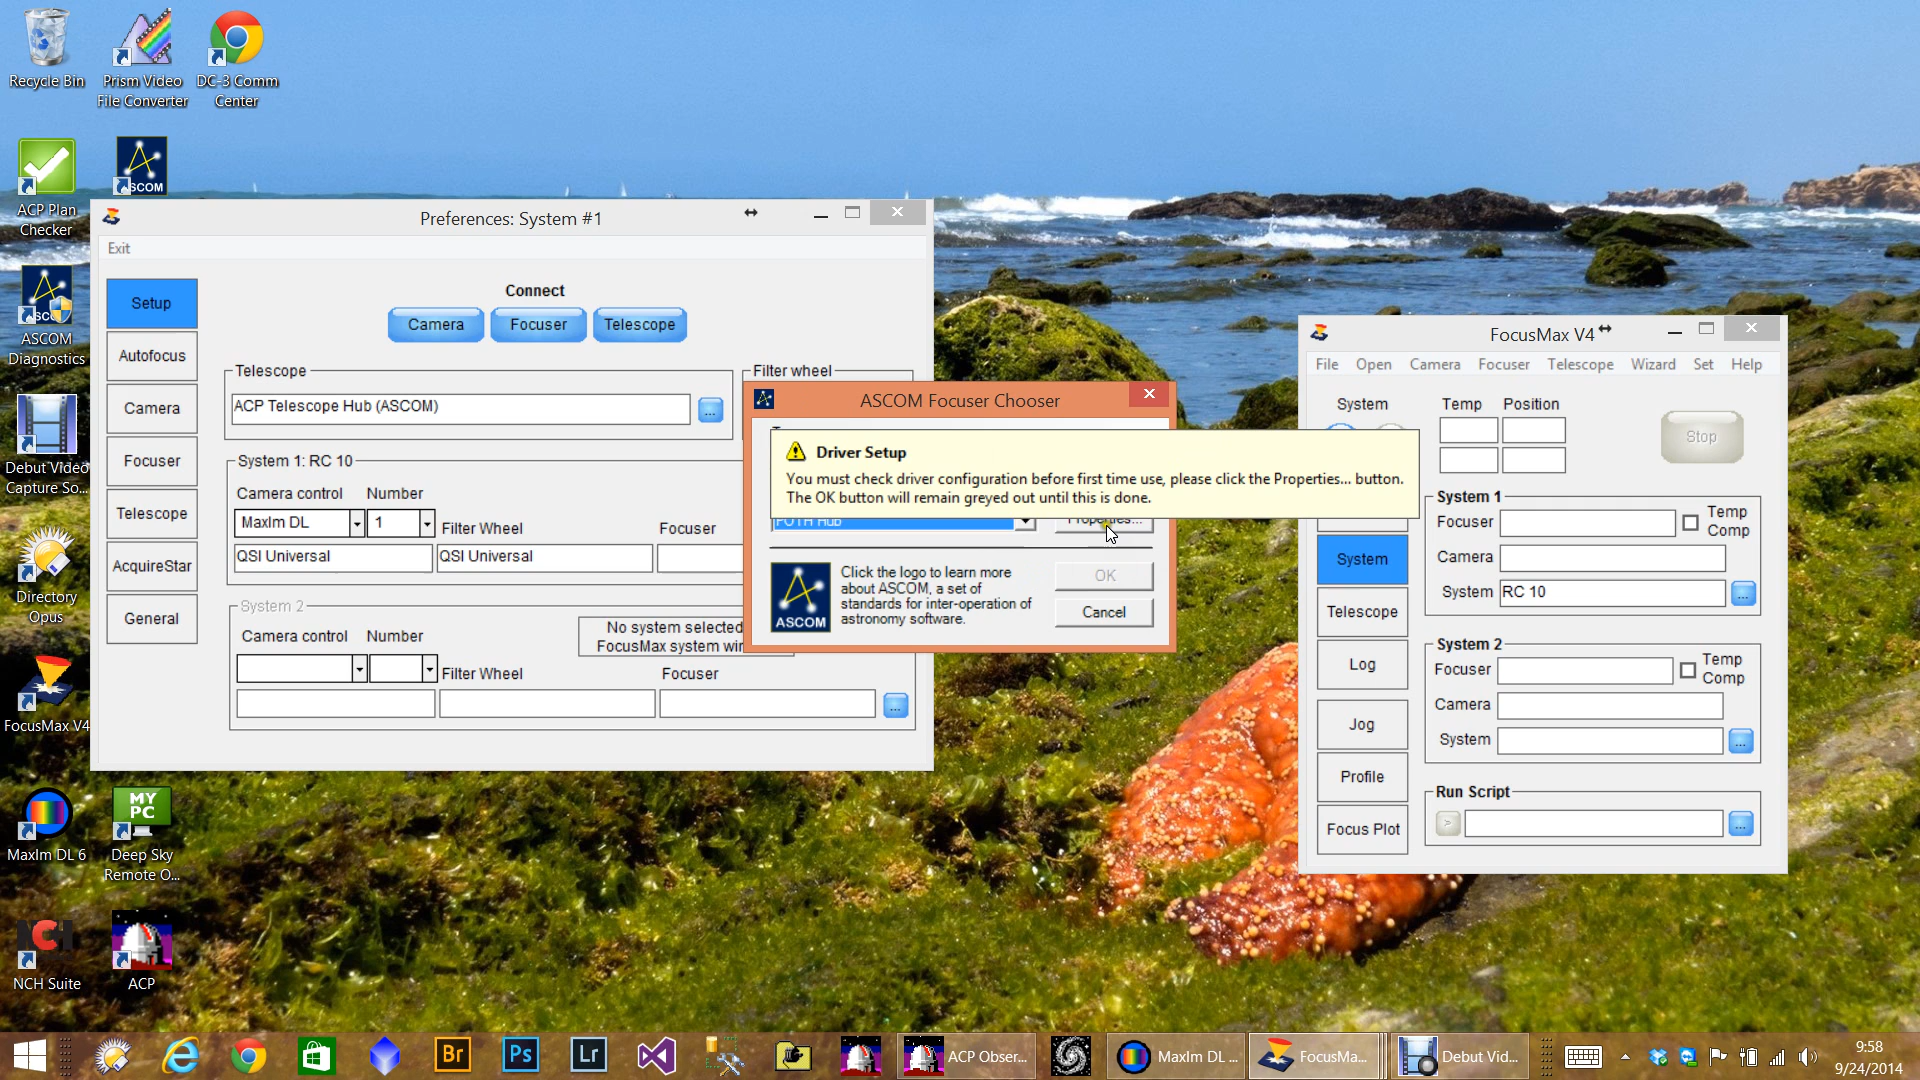 Recycle Bin
Prism Video
File Converter
DC-3 Comm
Center
ACP Plan
Checker
ASCOM
ASCOM
Diagnostics
Debut Video
Capture So...
Directory
Opus
FocusMax V4
MaxIm DL 6
MY
PC
Deep Sky
Remote O...
NCH Suite
ACP
Preferences: System #1
Exit
Setup
Autofocus
Camera
Focuser
Telescope
AcquireStar
General
Connect
Camera
Focuser
Telescope
Telescope
ACP Telescope Hub (ASCOM)
...
Filter wheel
System 1: RC 10
Camera control
Number
MaxIm DL
1
Filter Wheel
Focuser
QSI Universal
QSI Universal
System 2
Camera control
Number
No system selected
FocusMax system
Filter Wheel
Focuser
...
ASCOM Focuser Chooser
Driver Setup
You must check driver configuration before first time use, please click the Properties... button.
The OK button will remain greyed out until this is done.
POTH Hub
Properties...
ASCOM
Click the logo to learn more
about ASCOM, a set of
standards for inter-operation of
astronomy software.
OK
Cancel
FocusMax V4
File Open Camera Focuser Telescope Wizard Set Help
System
Temp
Position
Stop
System
Telescope
Log
Jog
Profile
Focus Plot
System 1
Focuser
Temp
Comp
Camera
System
RC 10
...
System 2
Focuser
Temp
Comp
Camera
System
...
Run Script
>
...
Br
Ps
Lr
ACP Obser...
MaxIm DL ...
FocusMa...
Debut Vid...
9:58
9/24/2014